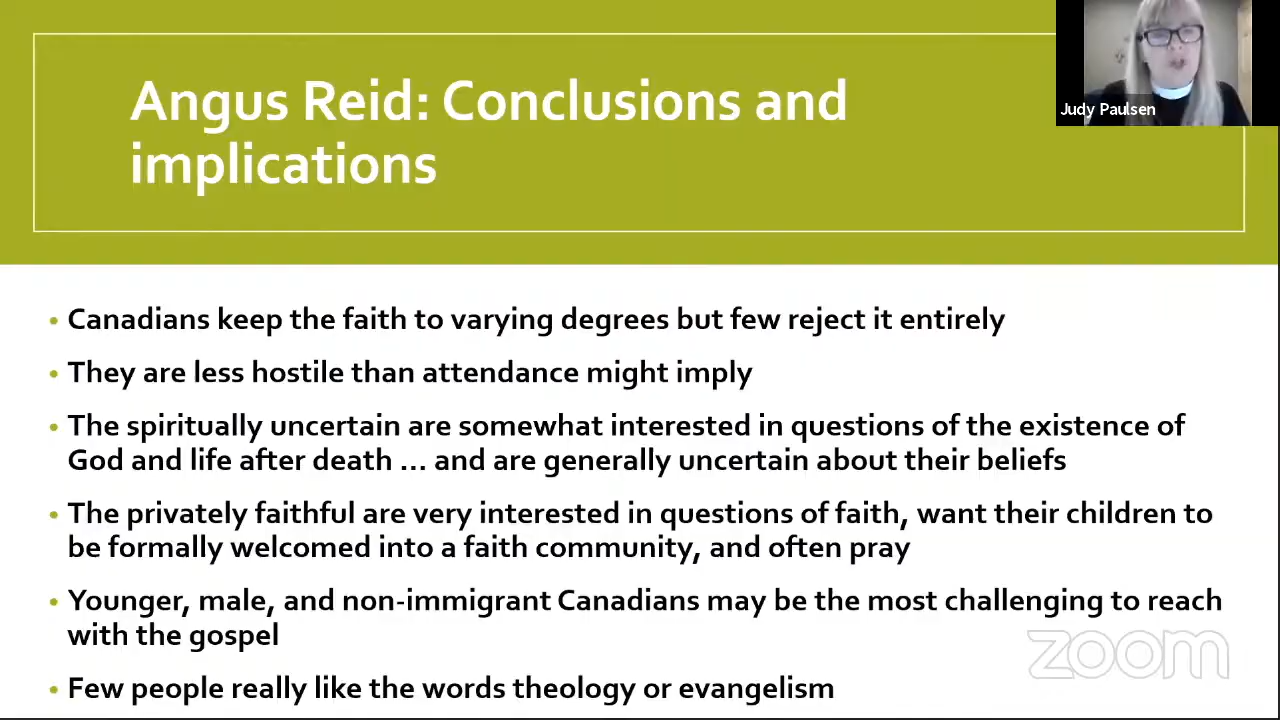 Angus Reid: Conclusions and
implications
Judy Paulsen
• Canadians keep the faith to varying degrees but few reject it entirely
• They are less hostile than attendance might imply
• The spiritually uncertain are somewhat interested in questions of the existence of
God and life after death ... and are generally uncertain about their beliefs
• The privately faithful are very interested in questions of faith, want their children to
be formally welcomed into a faith community, and often pray
• Younger, male, and non-immigrant Canadians may be the most challenging to reach
with the gospel
• Few people really like the words theology or evangelism
zoom